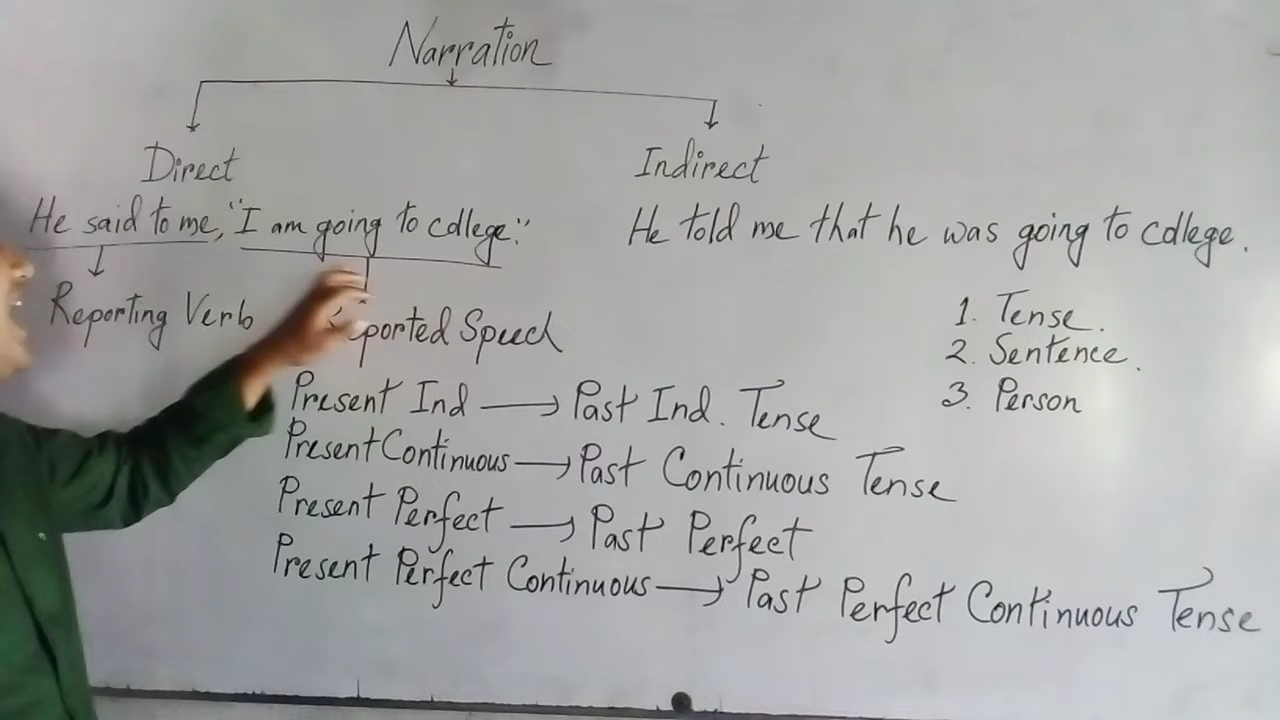 Narration
Direct
Indirect
He said to me, "I am going to college."
He told me that he was going to college.
Reporting Verb
Speech
1. Tense.
2. Sentence.
3. Person
Present Ind → Past Ind. Tense
Present Continuous → Past Continuous Tense
Present Perfect → Past Perfect
Present Perfect Continuous → Past Perfect Continuous Tense